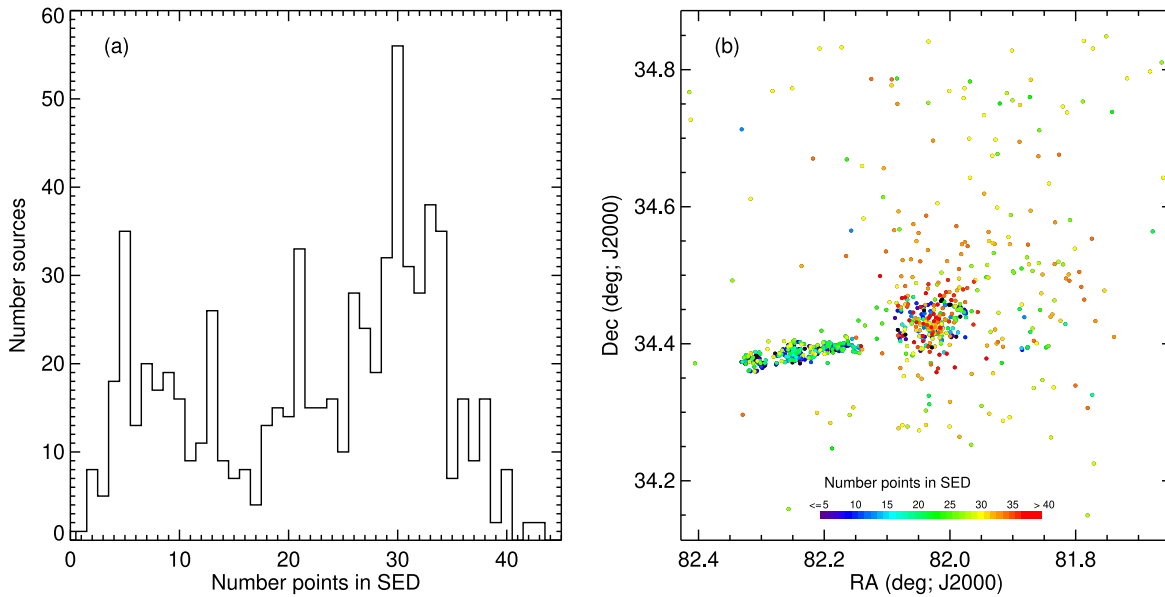 (a)
60
50
40
30
20
10
0
Number sources
0 10 20 30 40
Number points in SED
(b)
34.8
34.6
34.4
34.2
Dec (deg; J2000)
Number points in SED
<=5 10 15 20 25 30 35 > 40
82.4 82.2 82.0 81.8
RA (deg; J2000)